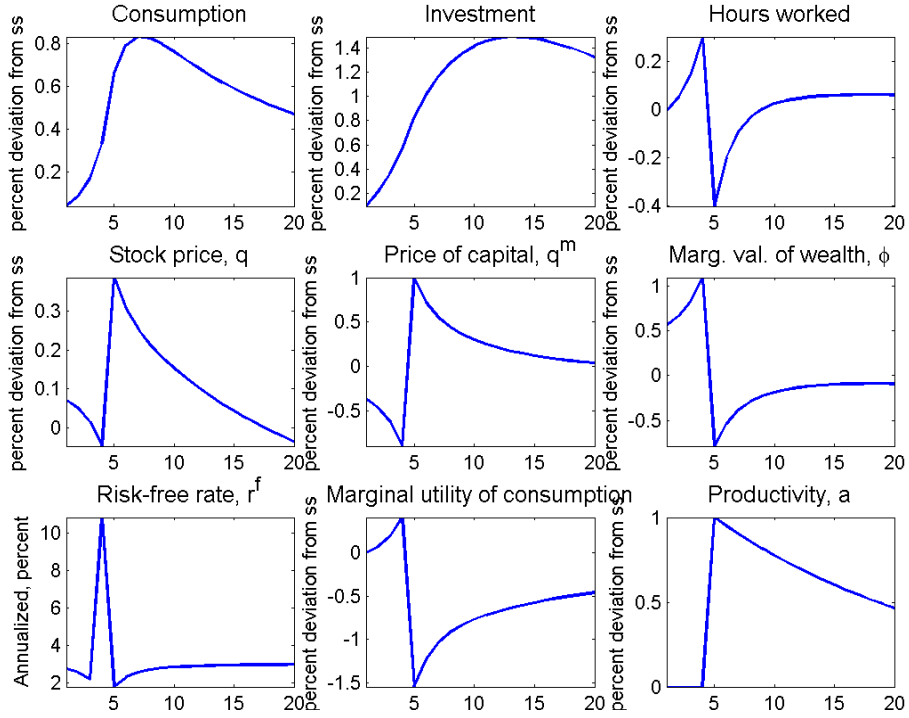 Consumption
Investment
Hours worked
percent deviation from ss
0.8
0.6
0.4
0.2
5 10 15 20
percent deviation from ss
1.4
1.2
1
0.8
0.6
0.4
0.2
5 10 15 20
percent deviation from ss
0.2
0
-0.2
-0.4
5 10 15 20
Stock price, q
Price of capital, q^m
Marg. val. of wealth, ϕ
percent deviation from ss
0.3
0.2
0.1
0
5 10 15 20
percent deviation from ss
1
0.5
0
-0.5
5 10 15 20
percent deviation from ss
1
0.5
0
-0.5
5 10 15 20
Risk-free rate, r^f
Marginal utility of consumption
Productivity, a
Annualized, percent
10
8
6
4
2
5 10 15 20
percent deviation from ss
0
-0.5
-1
-1.5
5 10 15 20
percent deviation from ss
1
0.5
0
5 10 15 20